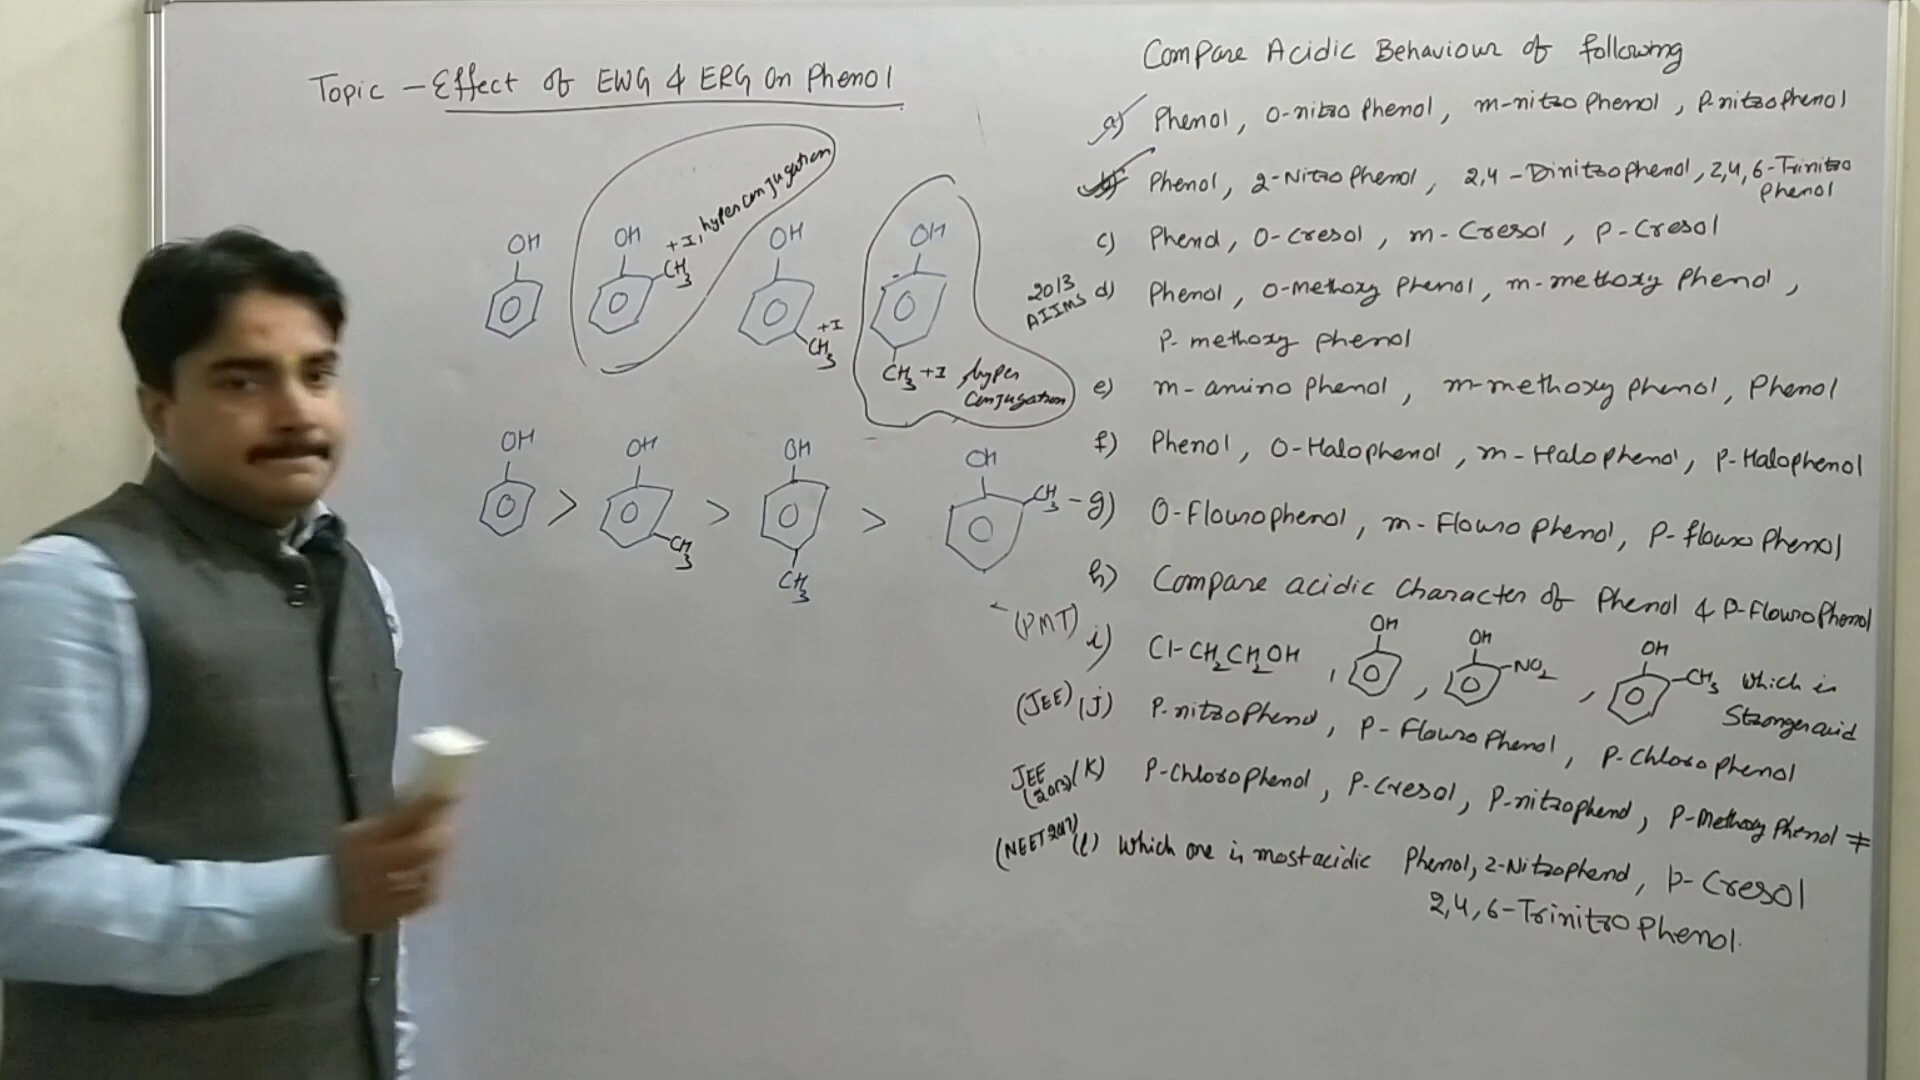 Topic - Effect of EWG & ERG On Phenol
OH
OH
+I, hyperconjugation
CH3
OH
+I
CH3
OH
CH3 +I hyper
Conjugation
OH
>
OH
CH3
>
OH
CH3
>
OH
CH3
Compare Acidic Behaviour of following
a) Phenol, O-nitro Phenol, m-nitro Phenol, P-nitrophenol
b) Phenol, 2-Nitro Phenol, 2,4-Dinitrophenol, 2,4,6-Trinitro
Phenol
c) Phenol, O-Cresol, m-Cresol, P-Cresol
2013
AIIMS
d) Phenol, O-methoxy Phenol, m-methoxy Phenol,
P-methoxy phenol
e) m-amino phenol, m-methoxy phenol, Phenol
f) Phenol, O-Halophenol, m-Halophenol, P-Halophenol
-g) O-Flourophenol, m-Flouro phenol, P-flouro Phenol
h) Compare acidic Character of Phenol & P-Flourophenol
(PMT) i) Cl-CH2CH2OH, OH, OH NO2, OH CH3 Which is
Stronger acid
(JEE) (j) P-nitrophenol, P-Flouro Phenol, P-Chlorophenol
JEE
(2013) (K) P-Chlorophenol, P-Cresol, P-nitrophenol, P-Methoxy Phenol ≠
(NEET 2017) (l) Which one is most acidic Phenol, 2-Nitrophenol, p-Cresol
2,4,6-Trinitro Phenol.